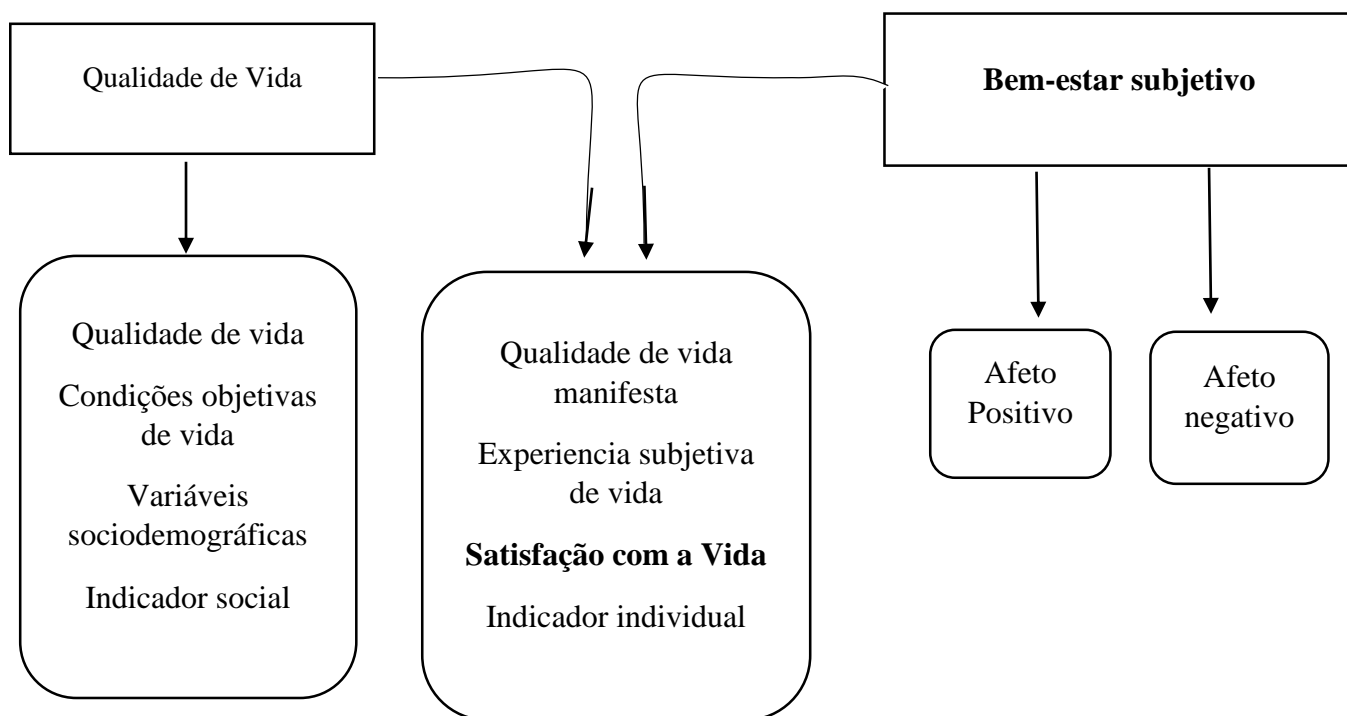 Qualidade de Vida
Bem-estar subjetivo
Qualidade de vida
Condições objetivas
de vida
Variáveis
sociodemográficas
Indicador social
Qualidade de vida
manifesta
Experiencia subjetiva
de vida
Satisfação com a Vida
Indicador individual
Afeto
Positivo
Afeto
negativo